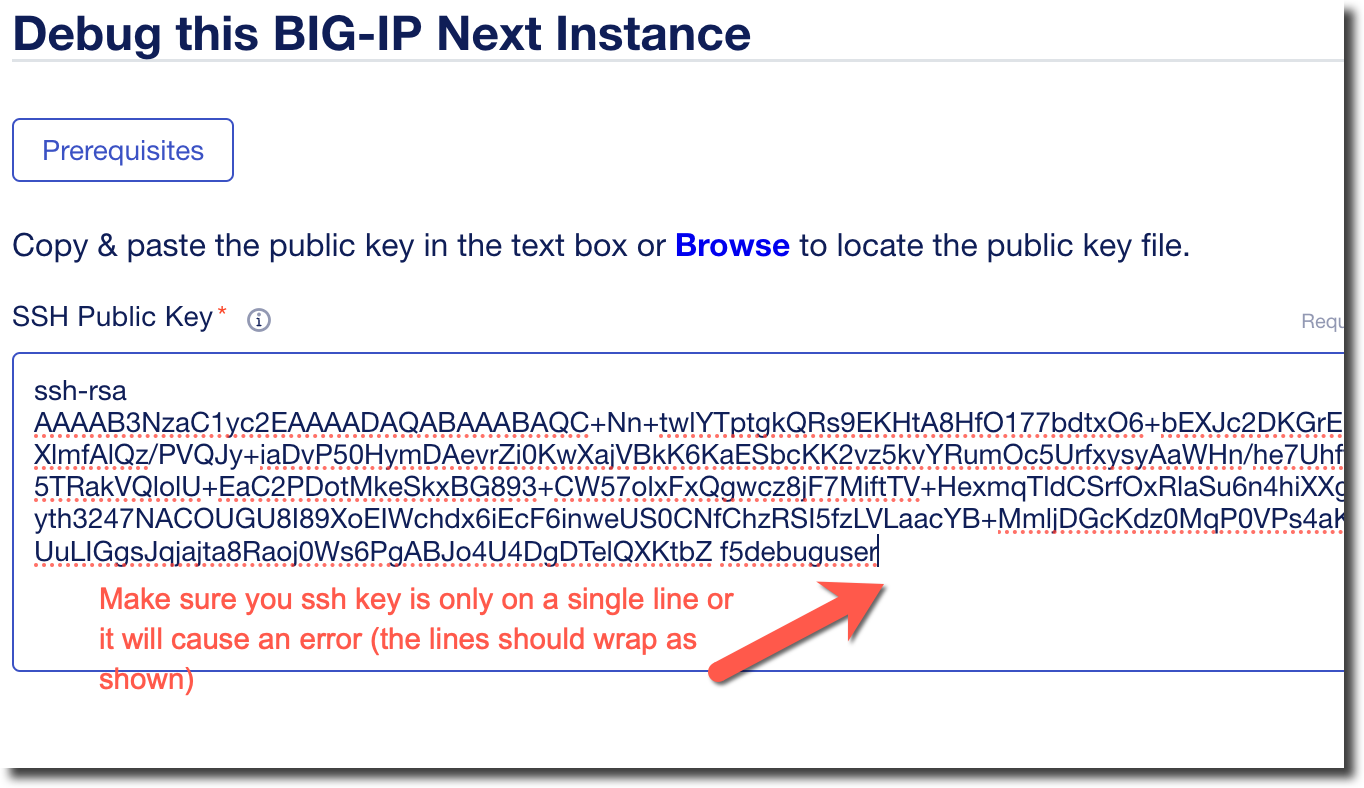 Debug this BIG-IP Next Instance
Prerequisites
Copy & paste the public key in the text box or Browse to locate the public key file.
SSH Public Key*
Requ
ssh-rsa
AAAAB3NzaC1yc2EAAAADAQABAAABAQC+Nn+twlYTptgkQRs9EKHtA8HfO177bdtxO6+bEXJc2DKGrE
XlmfAlQz/PVQJy+iaDvP50HymDAevrZi0KwXajVBkK6KaESbcKK2vz5kvYRumOc5UrfxysyAaWHn/he7Uhf
5TRakVQlolU+EaC2PDotMkeSkxBG893+CW57olxFxQgwcz8jF7MiftTV+HexmqTldCSrfOxRlaSu6n4hiXXg
yth3247NACOUGU8I89XoEIWchdx6iEcF6inweUS0CNfChzRSI5fzLVLaacYB+MmljDGcKdz0MqP0VPs4aK
UuLIGgsJqjajta8Raoj0Ws6PgABJo4U4DgDTelQXKtbZ f5debuguser
Make sure you ssh key is only on a single line or
it will cause an error (the lines should wrap as
shown)